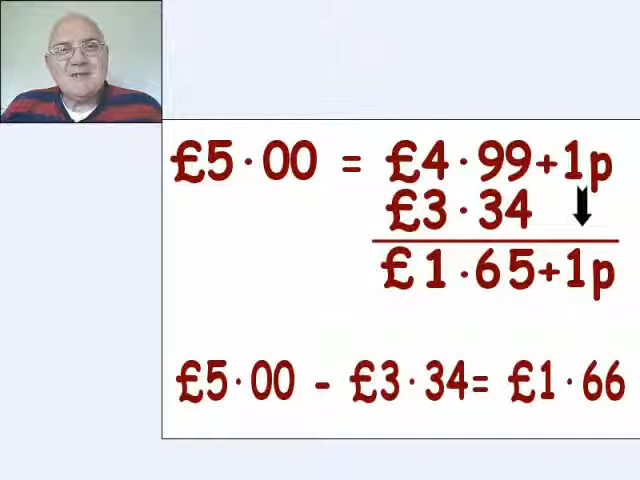 £5·00 = £4·99+1p
£3·34
£1·65+1p
£5·00 - £3·34= £1·66